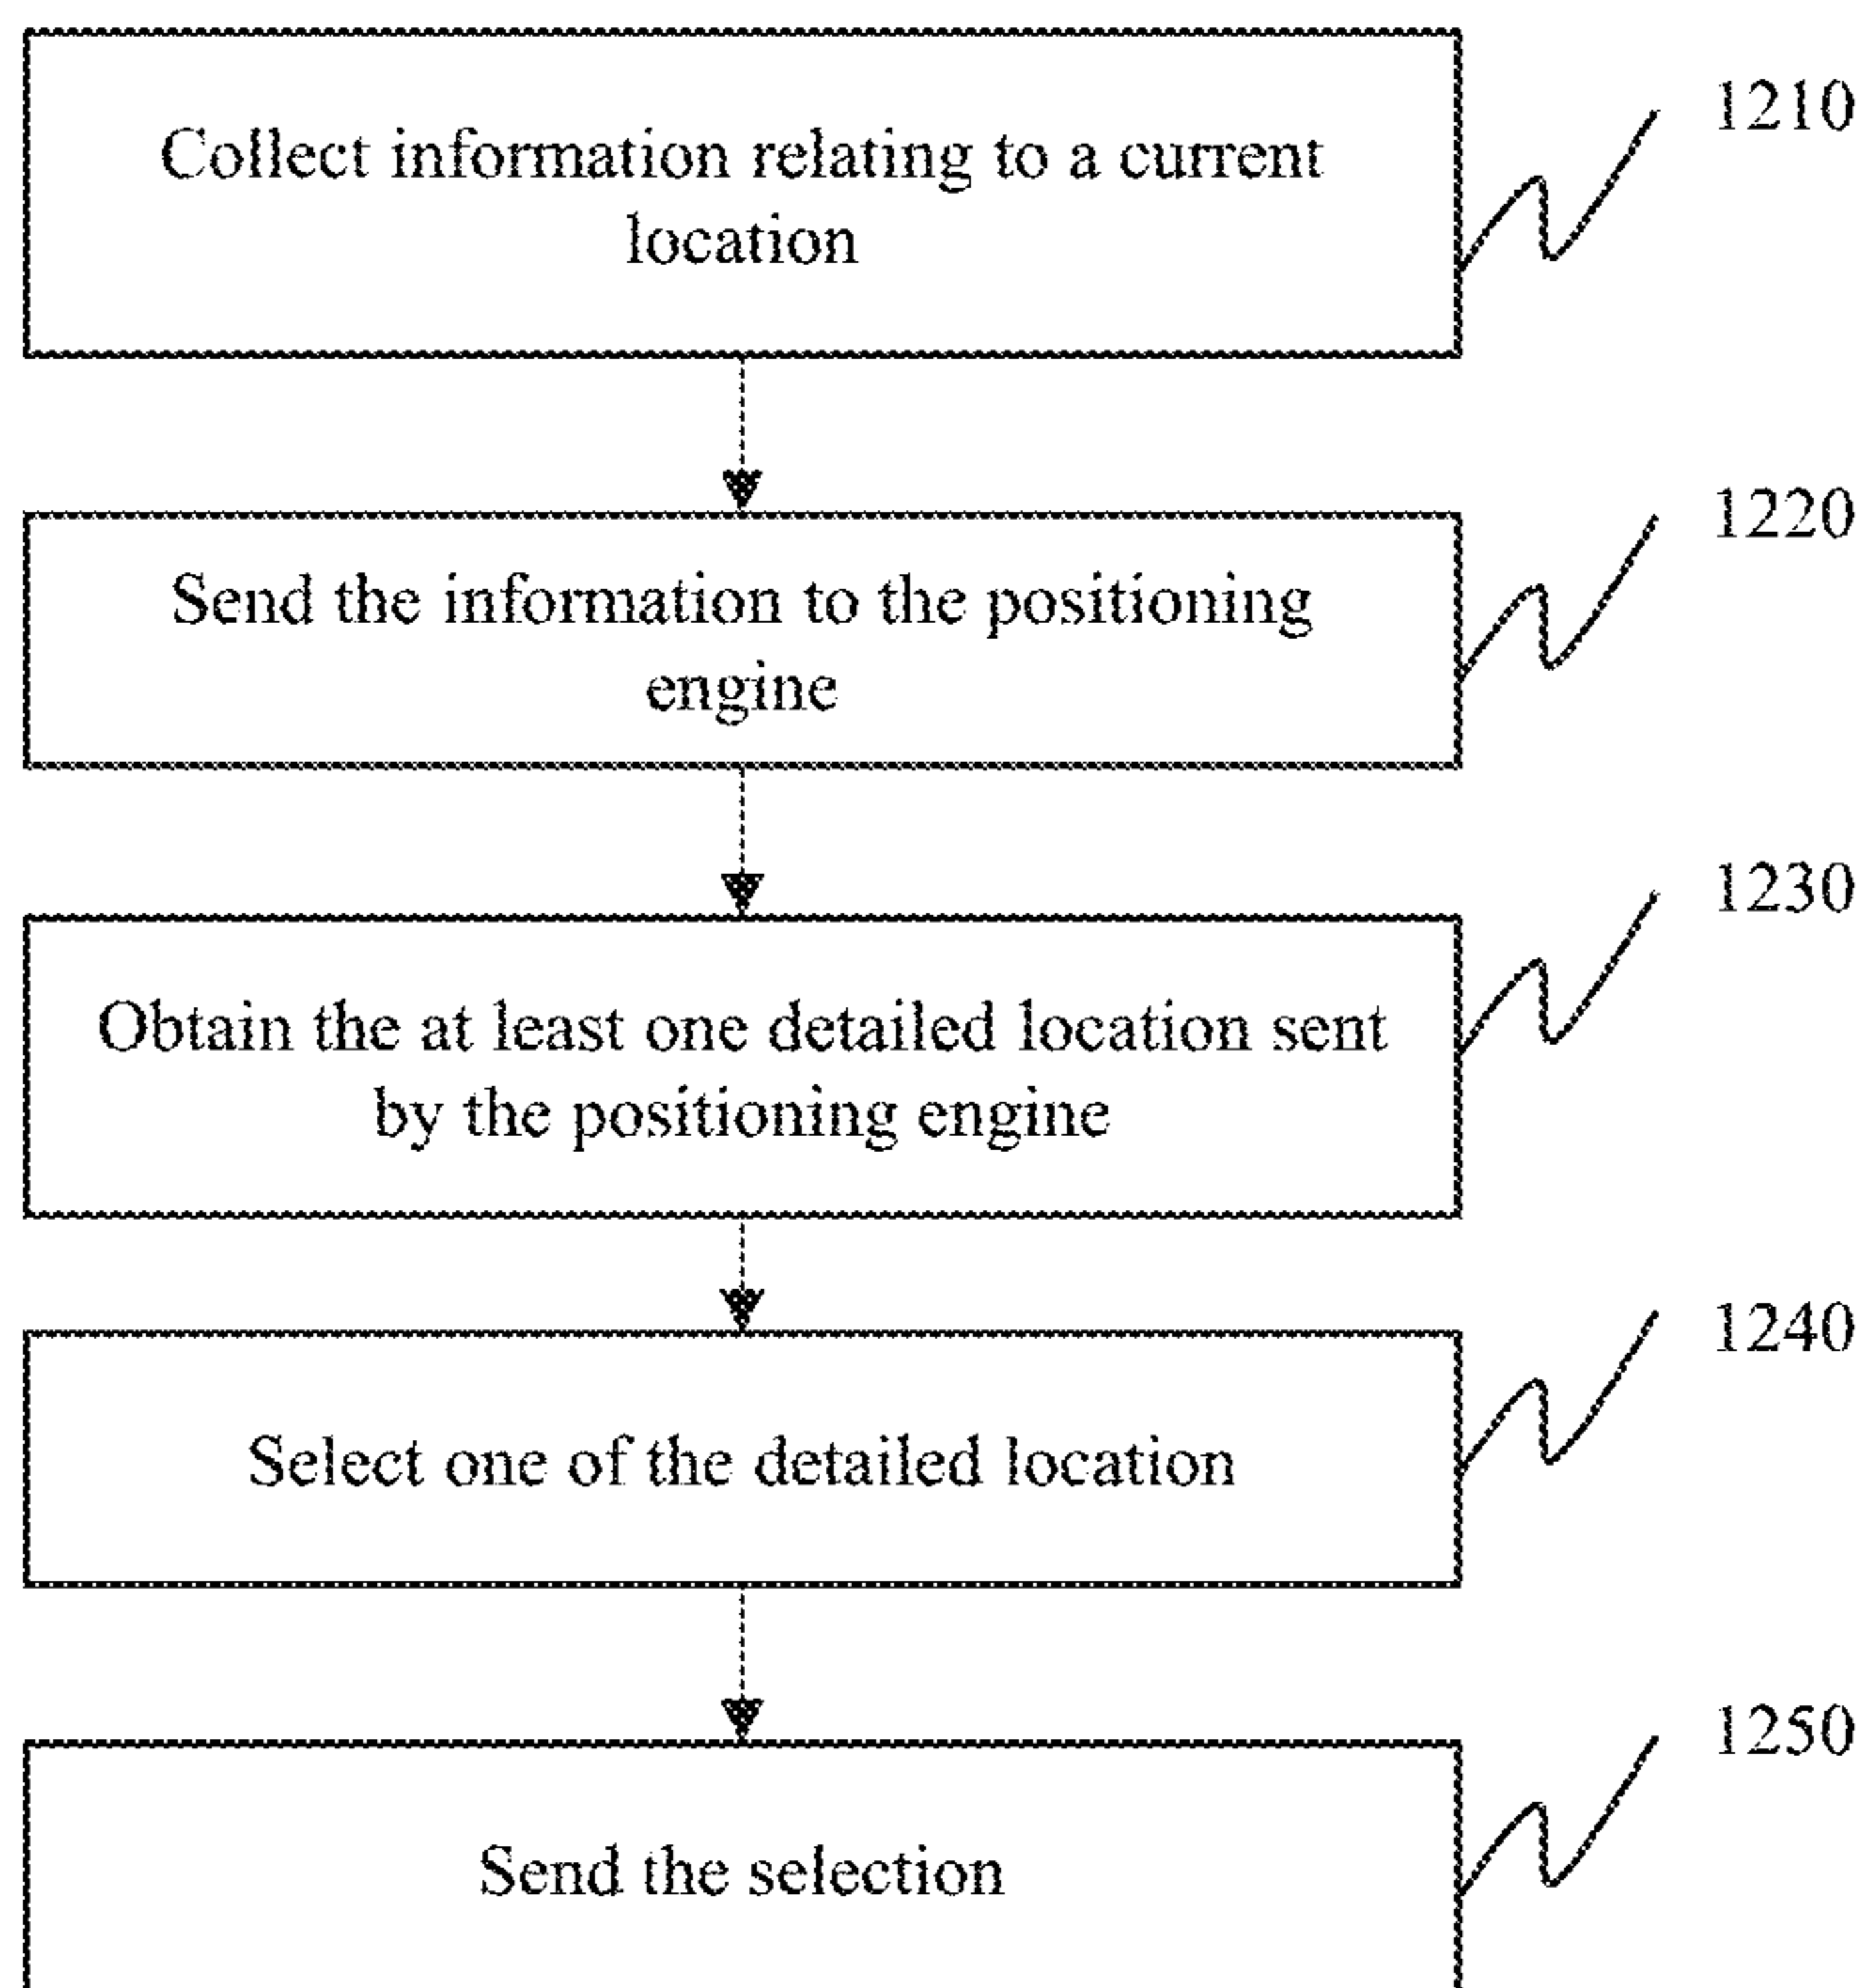 Collect information relating to a current
location
1210
Send the information to the positioning
engine
1220
Obtain the at least one detailed location sent
by the positioning engine
1230
Select one of the detailed location
1240
Send the selection
1250